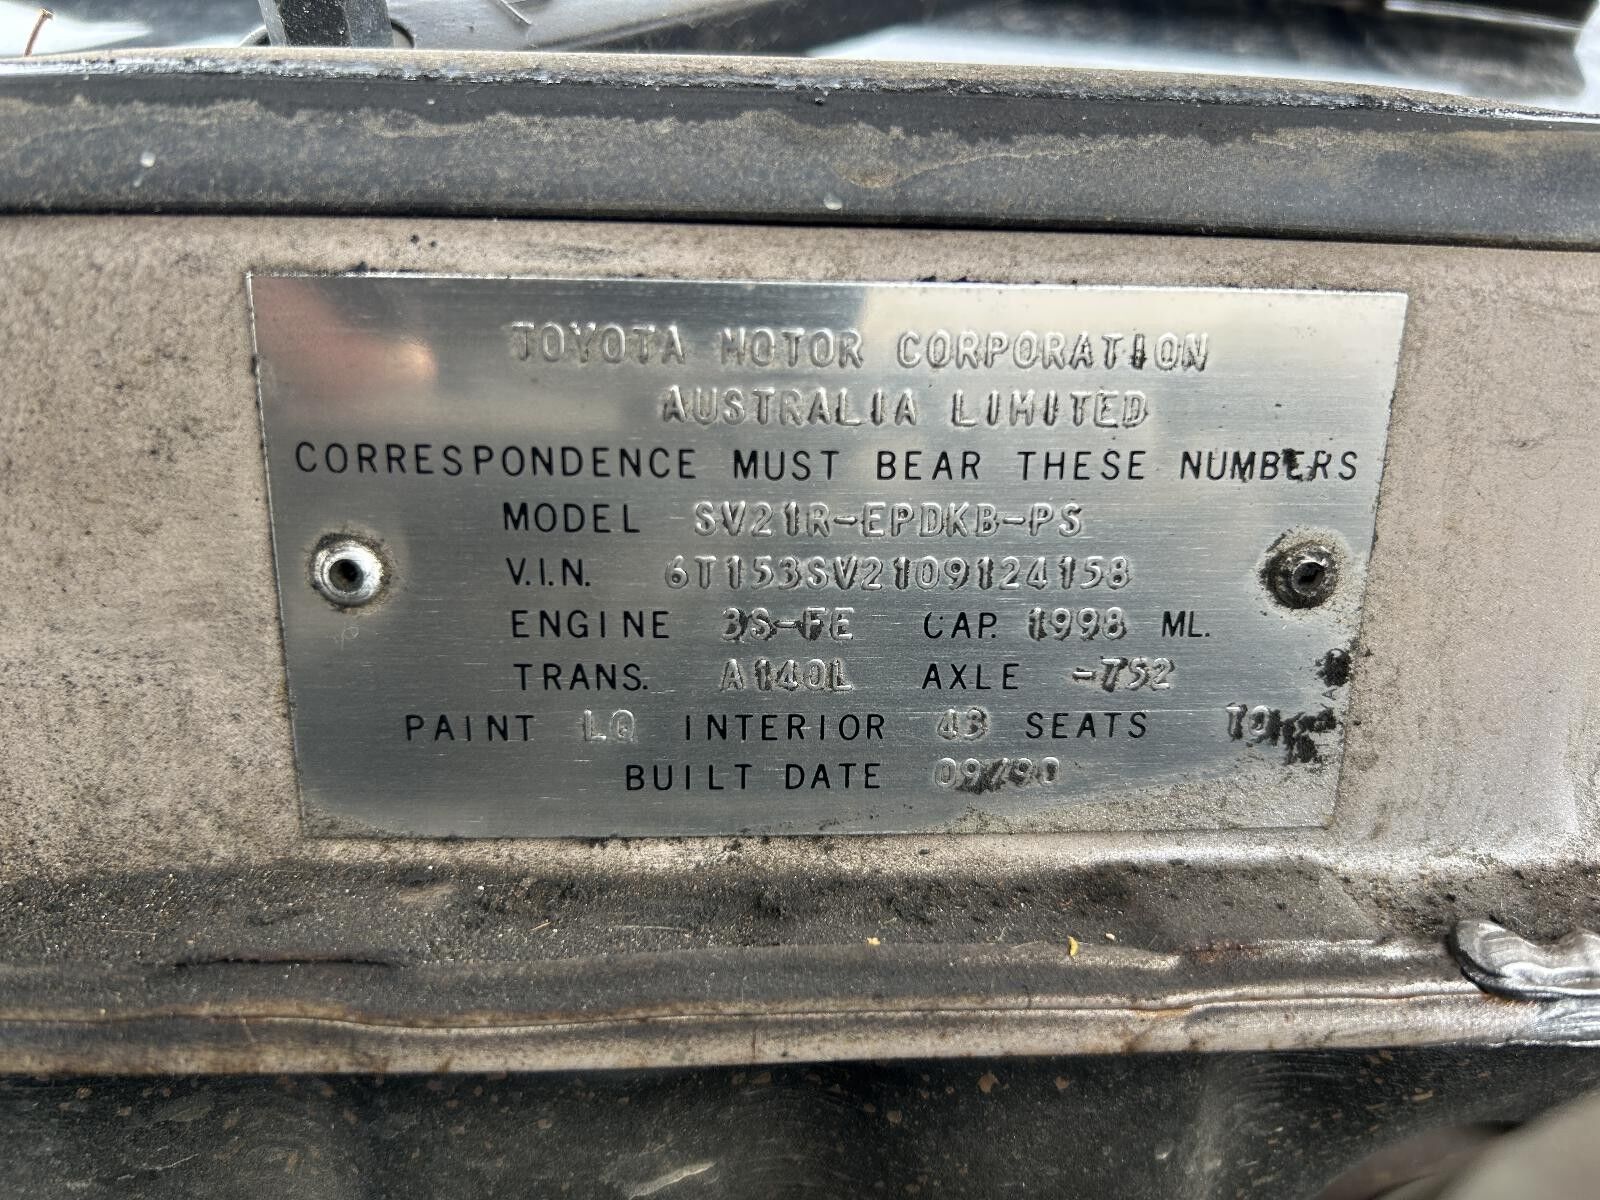 TOYOTA MOTOR CORPORATION
AUSTRALIA LIMITED
CORRESPONDENCE MUST BEAR THESE NUMBERS
MODEL SV21R-EPDKB-PS
V.I.N. 6T153SV2109124158
ENGINE 3S-FE CAP. 1998 ML.
TRANS. A140L AXLE -752
PAINT LQ INTERIOR 43 SEATS
BUILT DATE 09/90